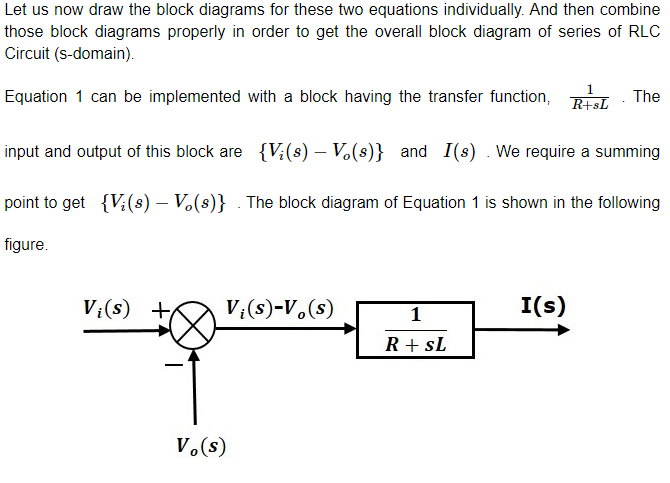 Let us now draw the block diagrams for these two equations individually. And then combine
those block diagrams properly in order to get the overall block diagram of series of RLC
Circuit (s-domain).
Equation 1 can be implemented with a block having the transfer function, 1/(R+sL) . The
input and output of this block are {Vᵢ(s) − Vₒ(s)} and I(s) . We require a summing
point to get {Vᵢ(s) − Vₒ(s)} . The block diagram of Equation 1 is shown in the following
figure.
Vᵢ(s) + Vᵢ(s)-Vₒ(s) I(s)
1
R + sL
−
Vₒ(s)